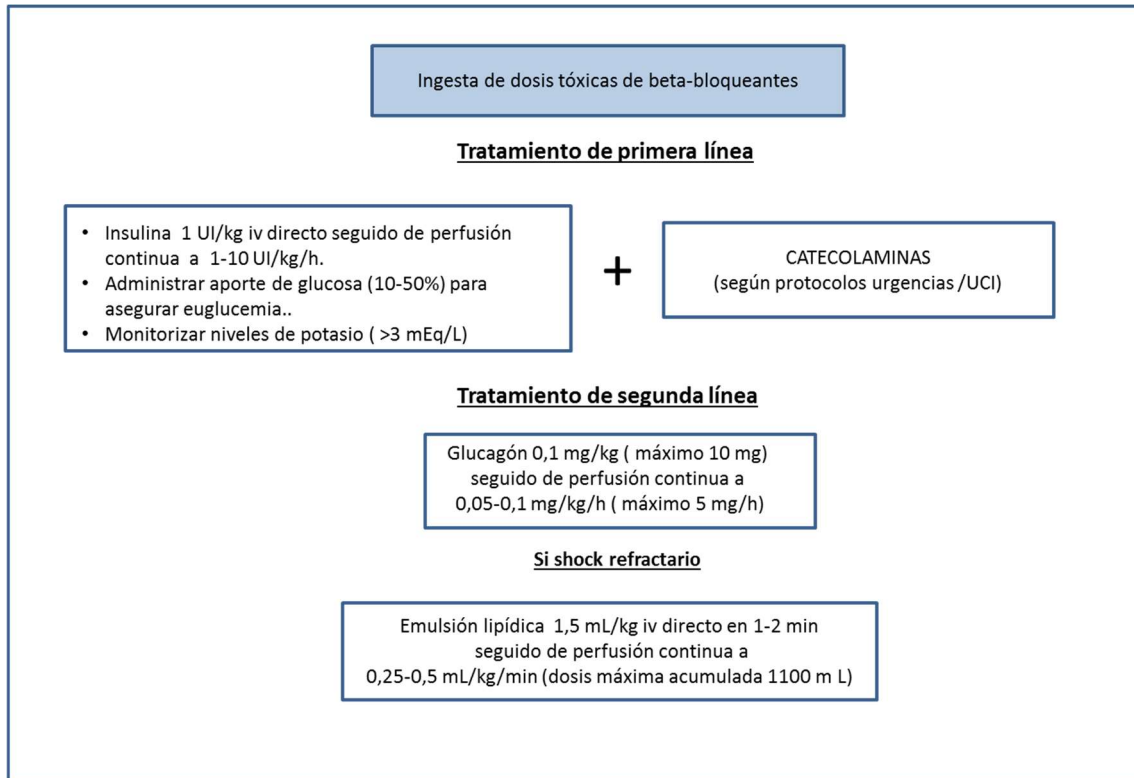 Ingesta de dosis tóxicas de beta-bloqueantes
Tratamiento de primera línea
• Insulina 1 UI/kg iv directo seguido de perfusión
continua a 1-10 UI/kg/h.
• Administrar aporte de glucosa (10-50%) para
asegurar euglucemia..
• Monitorizar niveles de potasio ( >3 mEq/L)
+
CATECOLAMINAS
(según protocolos urgencias /UCI)
Tratamiento de segunda línea
Glucagón 0,1 mg/kg ( máximo 10 mg)
seguido de perfusión continua a
0,05-0,1 mg/kg/h ( máximo 5 mg/h)
Si shock refractario
Emulsión lipídica 1,5 mL/kg iv directo en 1-2 min
seguido de perfusión continua a
0,25-0,5 mL/kg/min (dosis máxima acumulada 1100 m L)